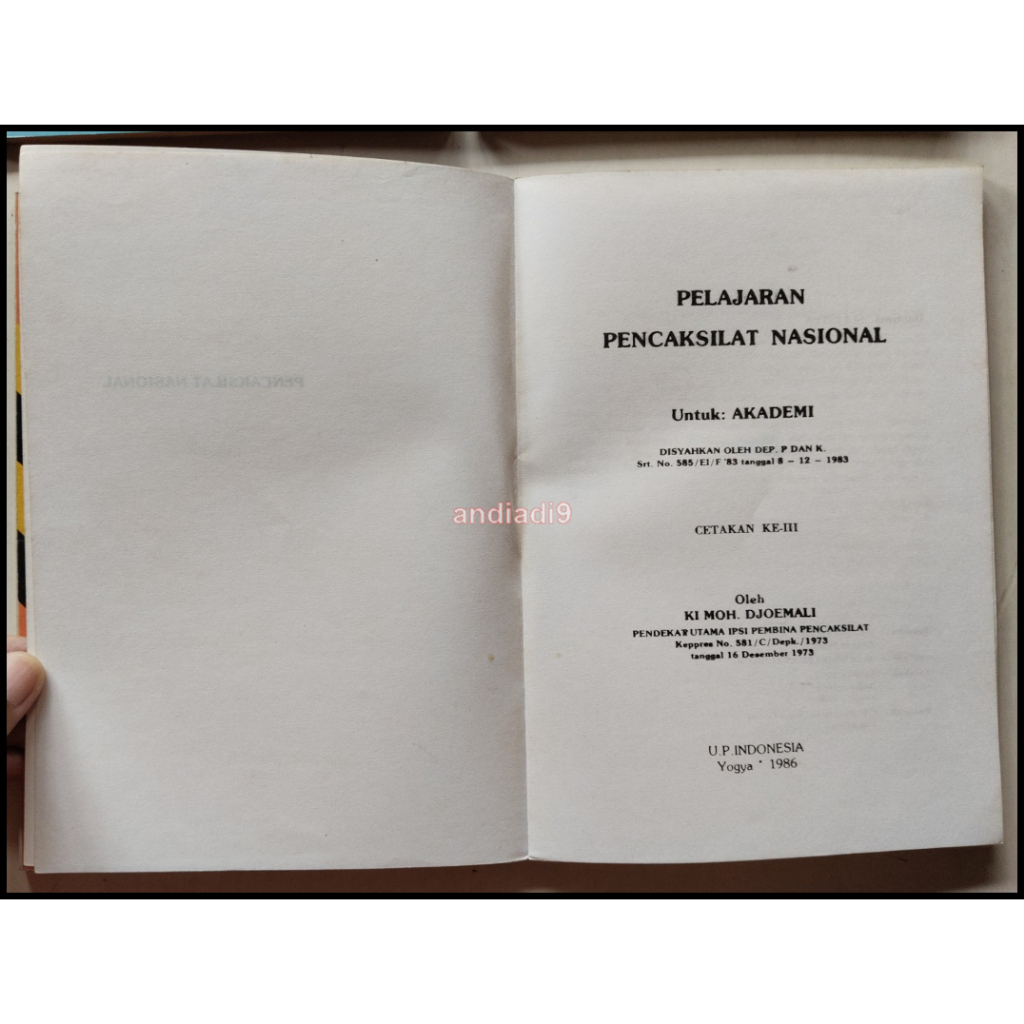 PENCAKSILAT NASIONAL
PELAJARAN
PENCAKSILAT NASIONAL
Untuk: AKADEMI
DISYAHKAN OLEH DEP. P DAN K.
Srt. No. 585/E1/F '83 tanggal 8 – 12 – 1983
andiadi9
CETAKAN KE-III
Oleh
KI MOH. DJOEMALI
PENDEKAR UTAMA IPSI PEMBINA PENCAKSILAT
Keppres No. 581/C/Depk./1973
tanggal 16 Desember 1973
U.P.INDONESIA
Yogya * 1986